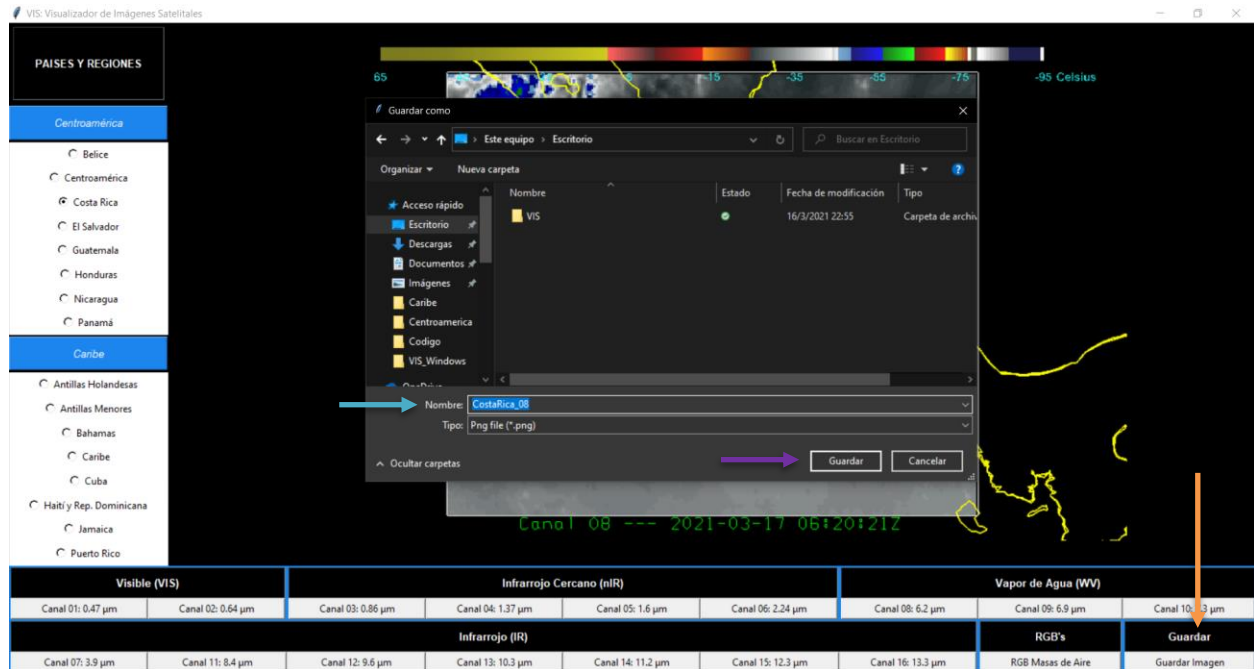 VIS: Visualizador de Imágenes Satelitales
PAISES Y REGIONES
Centroamérica
Belice
Centroamérica
Costa Rica
El Salvador
Guatemala
Honduras
Nicaragua
Panamá
Caribe
Antillas Holandesas
Antillas Menores
Bahamas
Caribe
Cuba
Haití y Rep. Dominicana
Jamaica
Puerto Rico
65 -15 -35 -55 -75 -95 Celsius
Guardar como
Este equipo › Escritorio
Buscar en Escritorio
Organizar Nueva carpeta
Nombre Estado Fecha de modificación Tipo
VIS 16/3/2021 22:55 Carpeta de archiv
Acceso rápido
Escritorio
Descargas
Documentos
Imágenes
Caribe
Centroamerica
Codigo
VIS_Windows
Nombre: CostaRica_08
Tipo: Png file (*.png)
Ocultar carpetas Guardar Cancelar
Canal 08 --- 2021-03-17 06:20:21Z
Visible (VIS) Infrarrojo Cercano (nIR) Vapor de Agua (WV)
Canal 01: 0.47 µm Canal 02: 0.64 µm Canal 03: 0.86 µm Canal 04: 1.37 µm Canal 05: 1.6 µm Canal 06: 2.24 µm Canal 08: 6.2 µm Canal 09: 6.9 µm Canal 10: µm
Infrarrojo (IR) RGB's Guardar
Canal 07: 3.9 µm Canal 11: 8.4 µm Canal 12: 9.6 µm Canal 13: 10.3 µm Canal 14: 11.2 µm Canal 15: 12.3 µm Canal 16: 13.3 µm RGB Masas de Aire Guardar Imagen